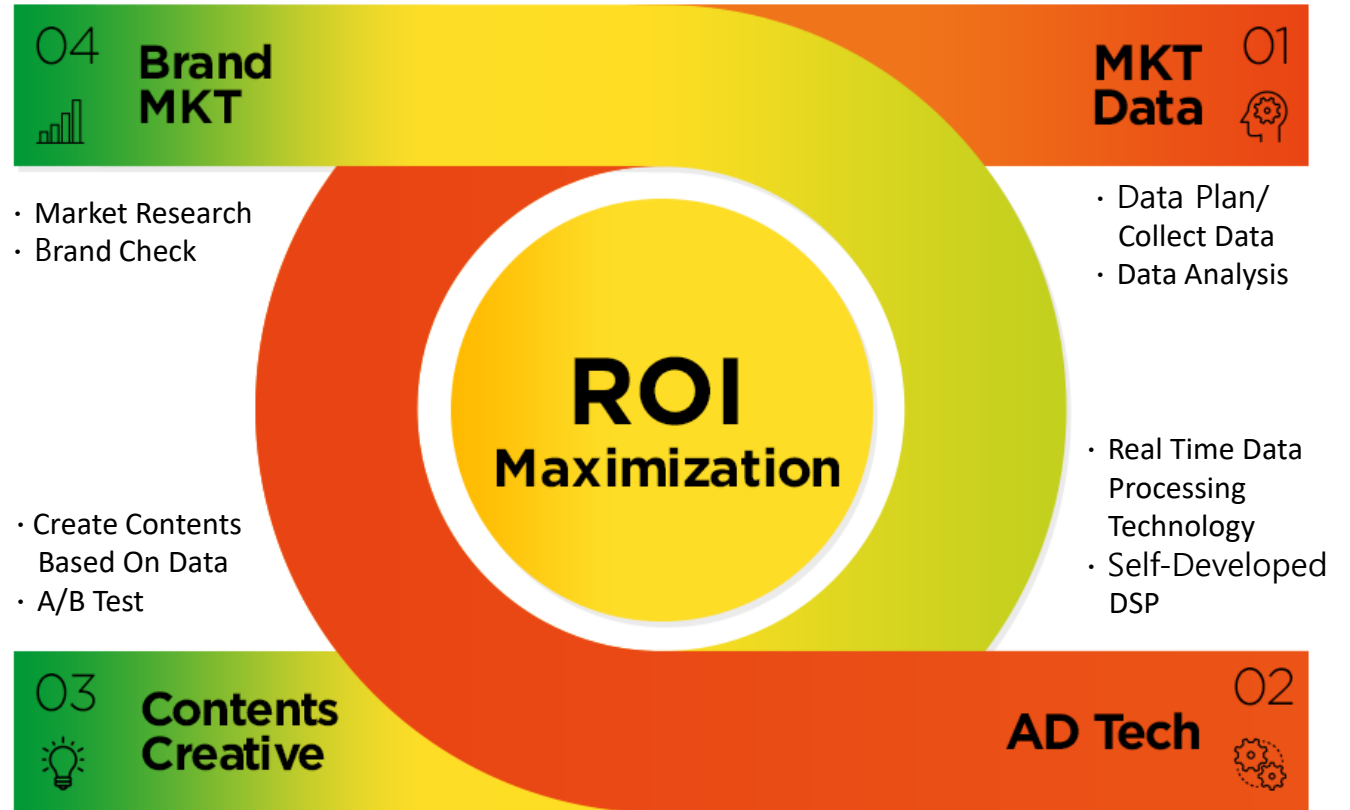 04
Brand
MKT
· Market Research
· Brand Check
MKT
Data
01
· Data Plan/
Collect Data
· Data Analysis
ROI
Maximization
· Real Time Data
Processing
Technology
· Self-Developed
DSP
· Create Contents
Based On Data
· A/B Test
03
Contents
Creative
AD Tech
02